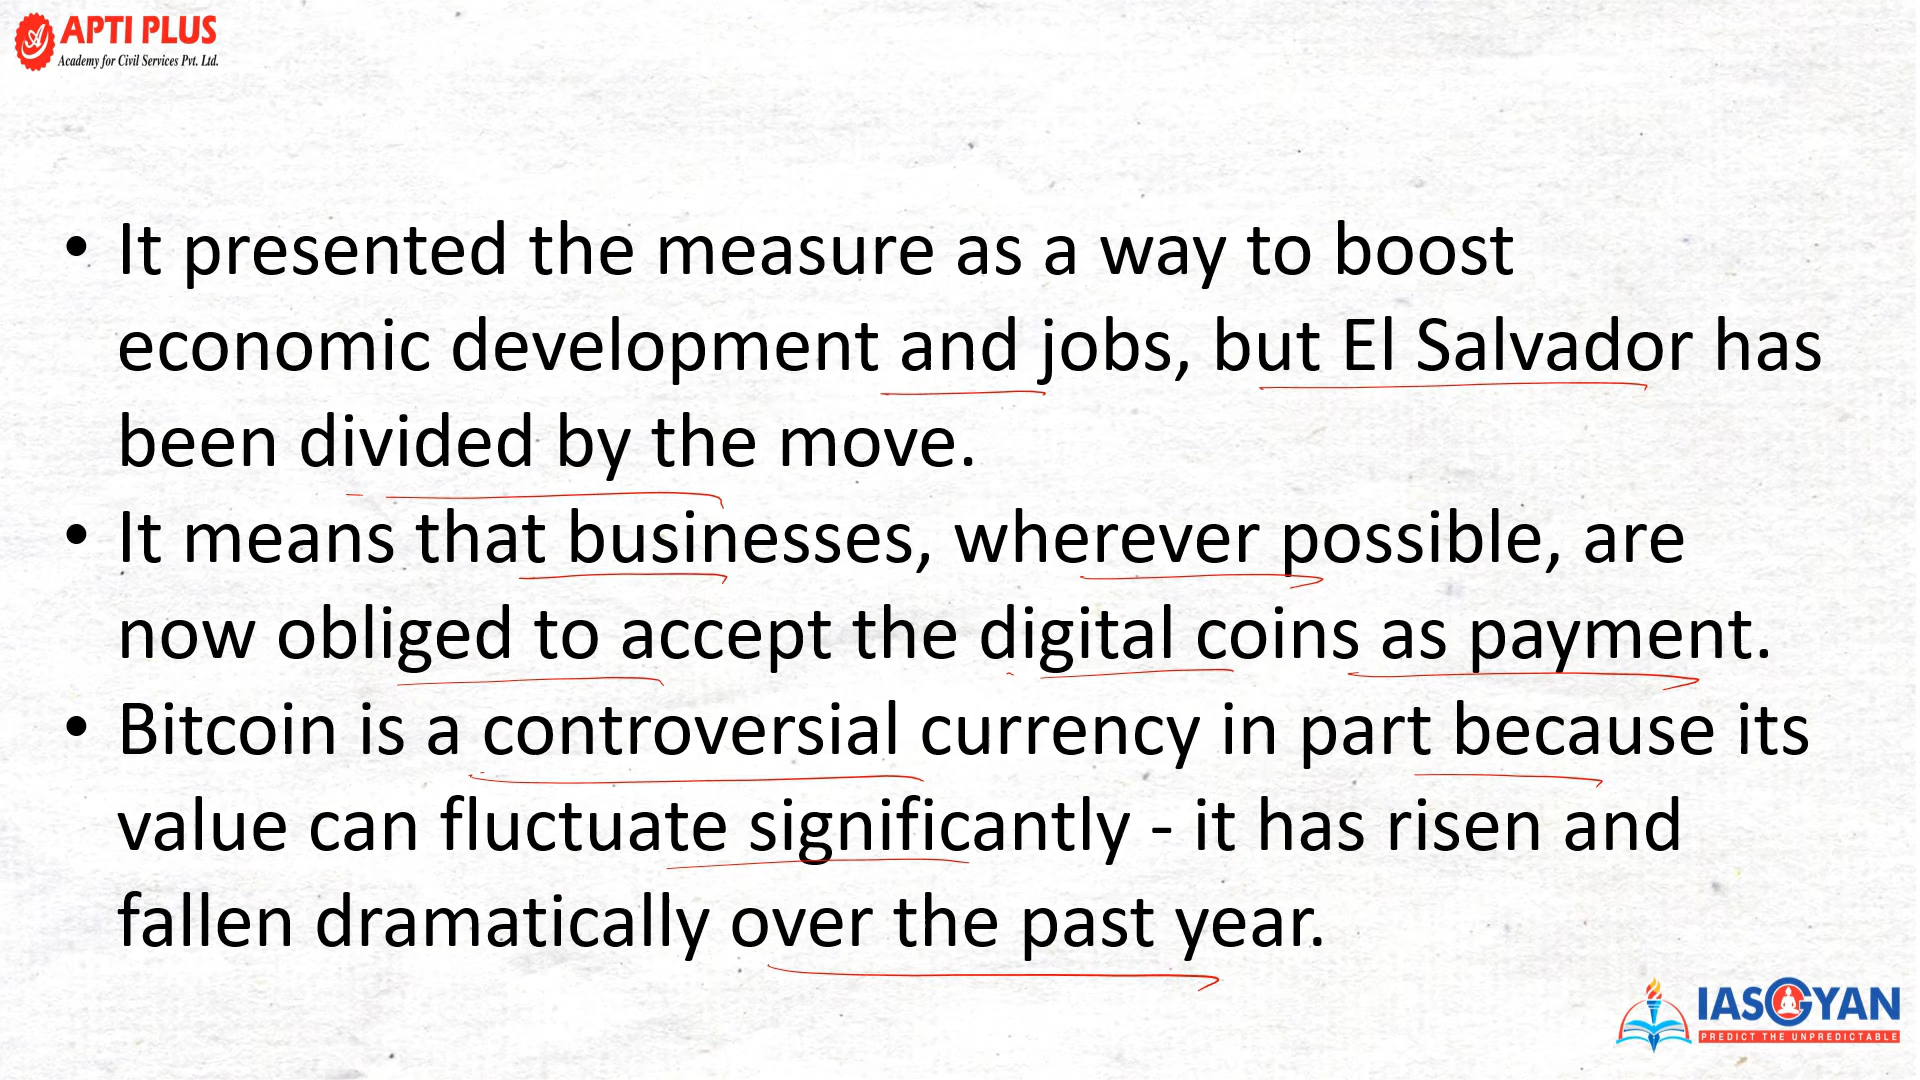 APTI PLUS
Academy for Civil Services Pvt. Ltd.
• It presented the measure as a way to boost
economic development and jobs, but El Salvador has
been divided by the move.
• It means that businesses, wherever possible, are
now obliged to accept the digital coins as payment.
• Bitcoin is a controversial currency in part because its
value can fluctuate significantly - it has risen and
fallen dramatically over the past year.
IASGYAN
PREDICT THE UNPREDICTABLE